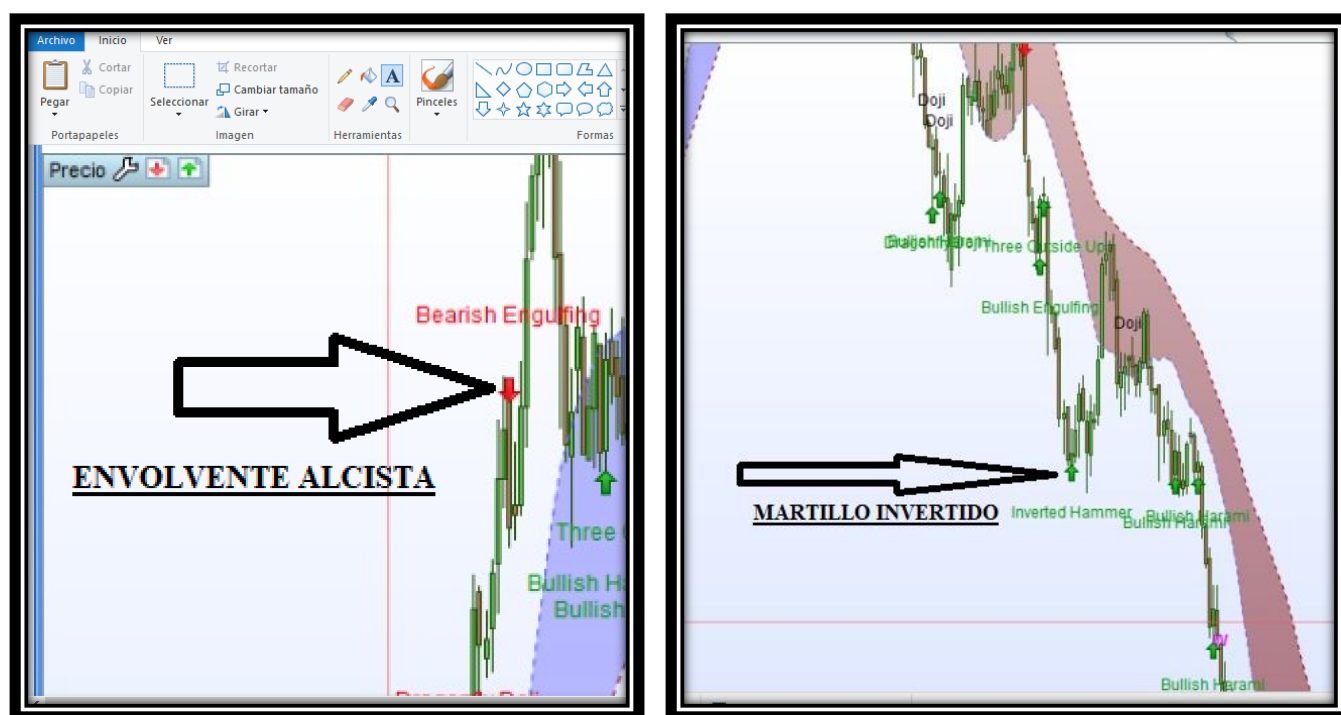 Archivo Inicio Ver
Cortar
Copiar
Pegar
Seleccionar
Recortar
Cambiar tamaño
Girar
Pinceles
Portapapeles Imagen Herramientas Formas
Precio
Bearish Engulfing
ENVOLVENTE ALCISTA
Three
Bullish
Bullish
Doji
Doji
Bullish Harami
Three Outside Up
Bullish Engulfing
Doji
MARTILLO INVERTIDO
Inverted Hammer
Bullish Harami
Bullish Harami
Bullish Harami